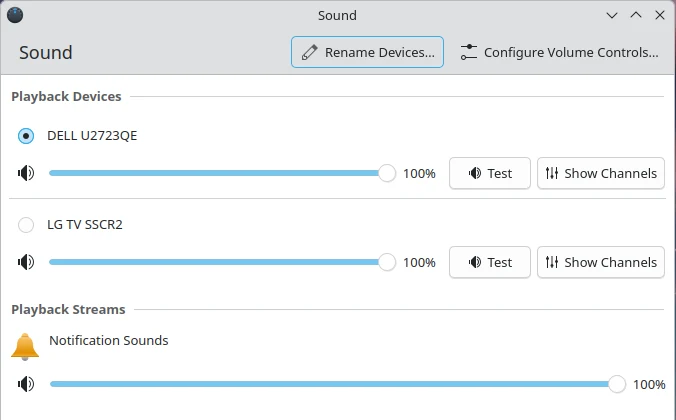 Sound
Sound
Rename Devices...
Configure Volume Controls...
Playback Devices
DELL U2723QE
100%
Test
Show Channels
LG TV SSCR2
100%
Test
Show Channels
Playback Streams
Notification Sounds
100%